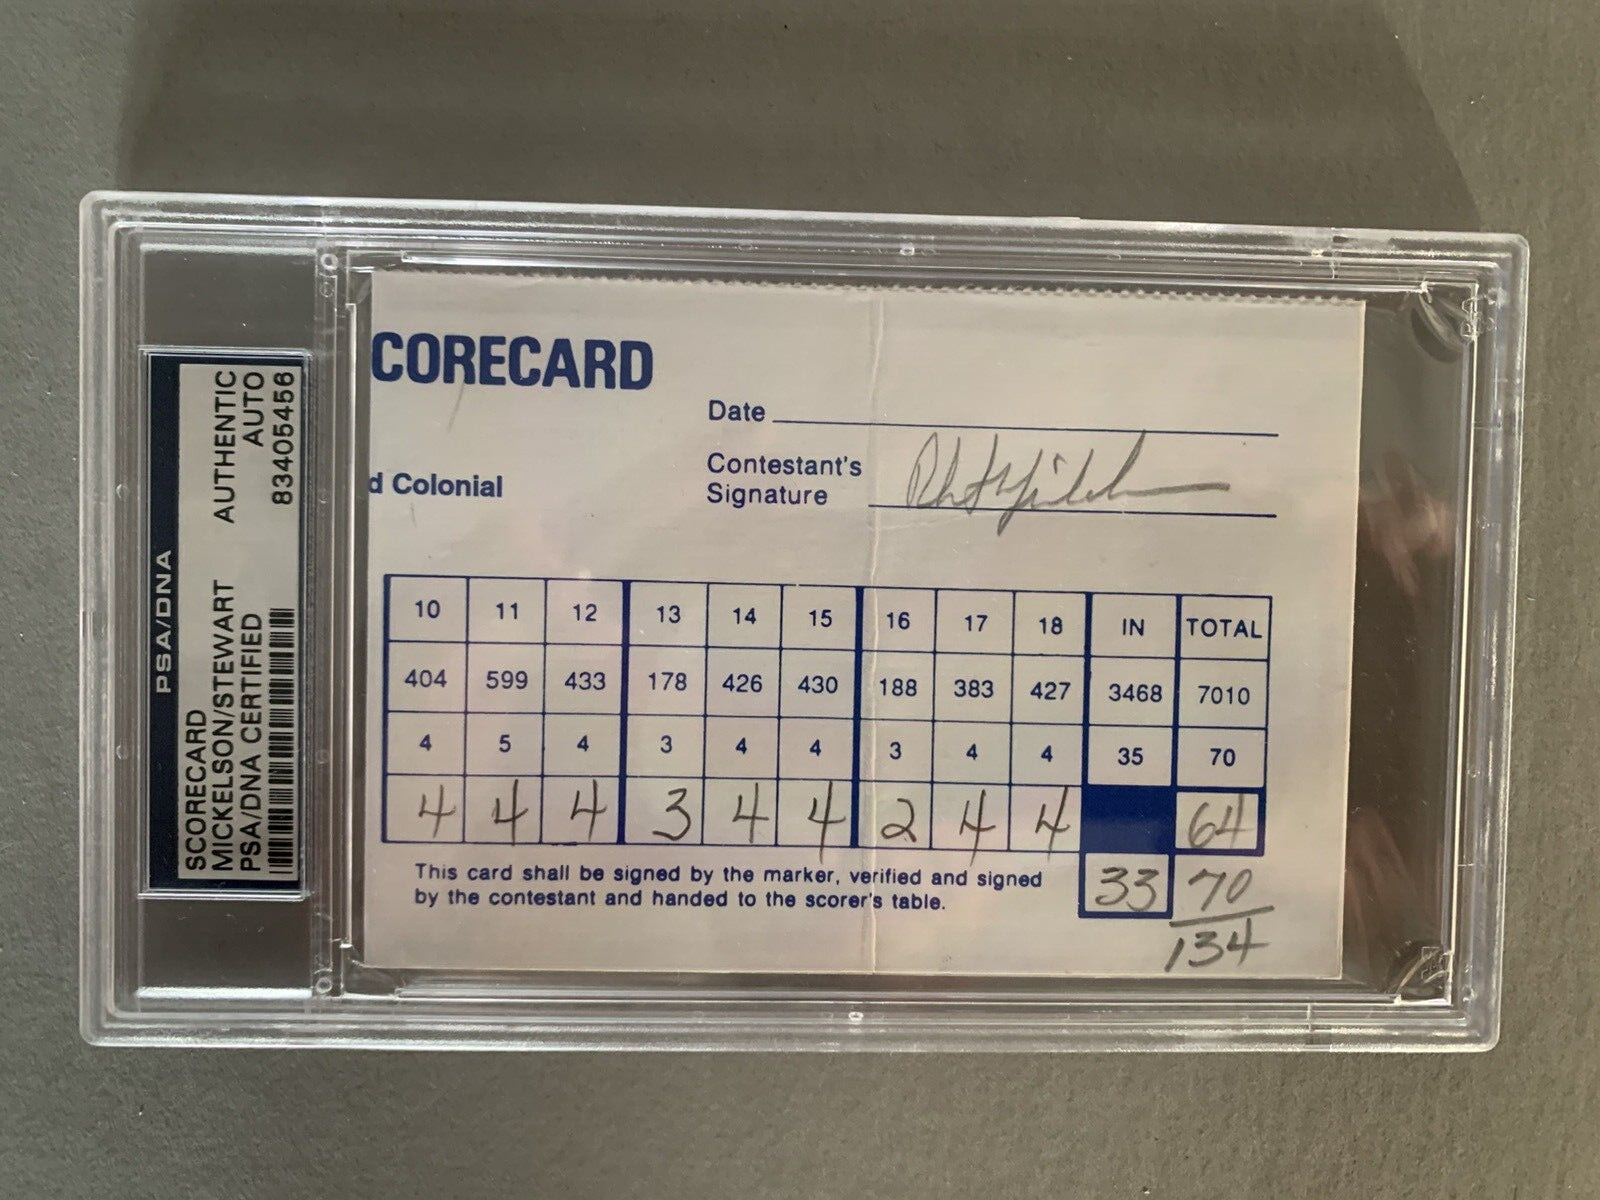 PSA/DNA
SCORECARD
MICKELSON/STEWART AUTHENTIC
PSA/DNA CERTIFIED AUTO
83405456
CORECARD
Date
d Colonial
Contestant's
Signature
10 11 12 13 14 15 16 17 18 IN TOTAL
404 599 433 178 426 430 188 383 427 3468 7010
4 5 4 3 4 4 3 4 4 35 70
4 4 4 3 4 4 2 4 4 64
This card shall be signed by the marker, verified and signed
by the contestant and handed to the scorer's table.
33 70
134